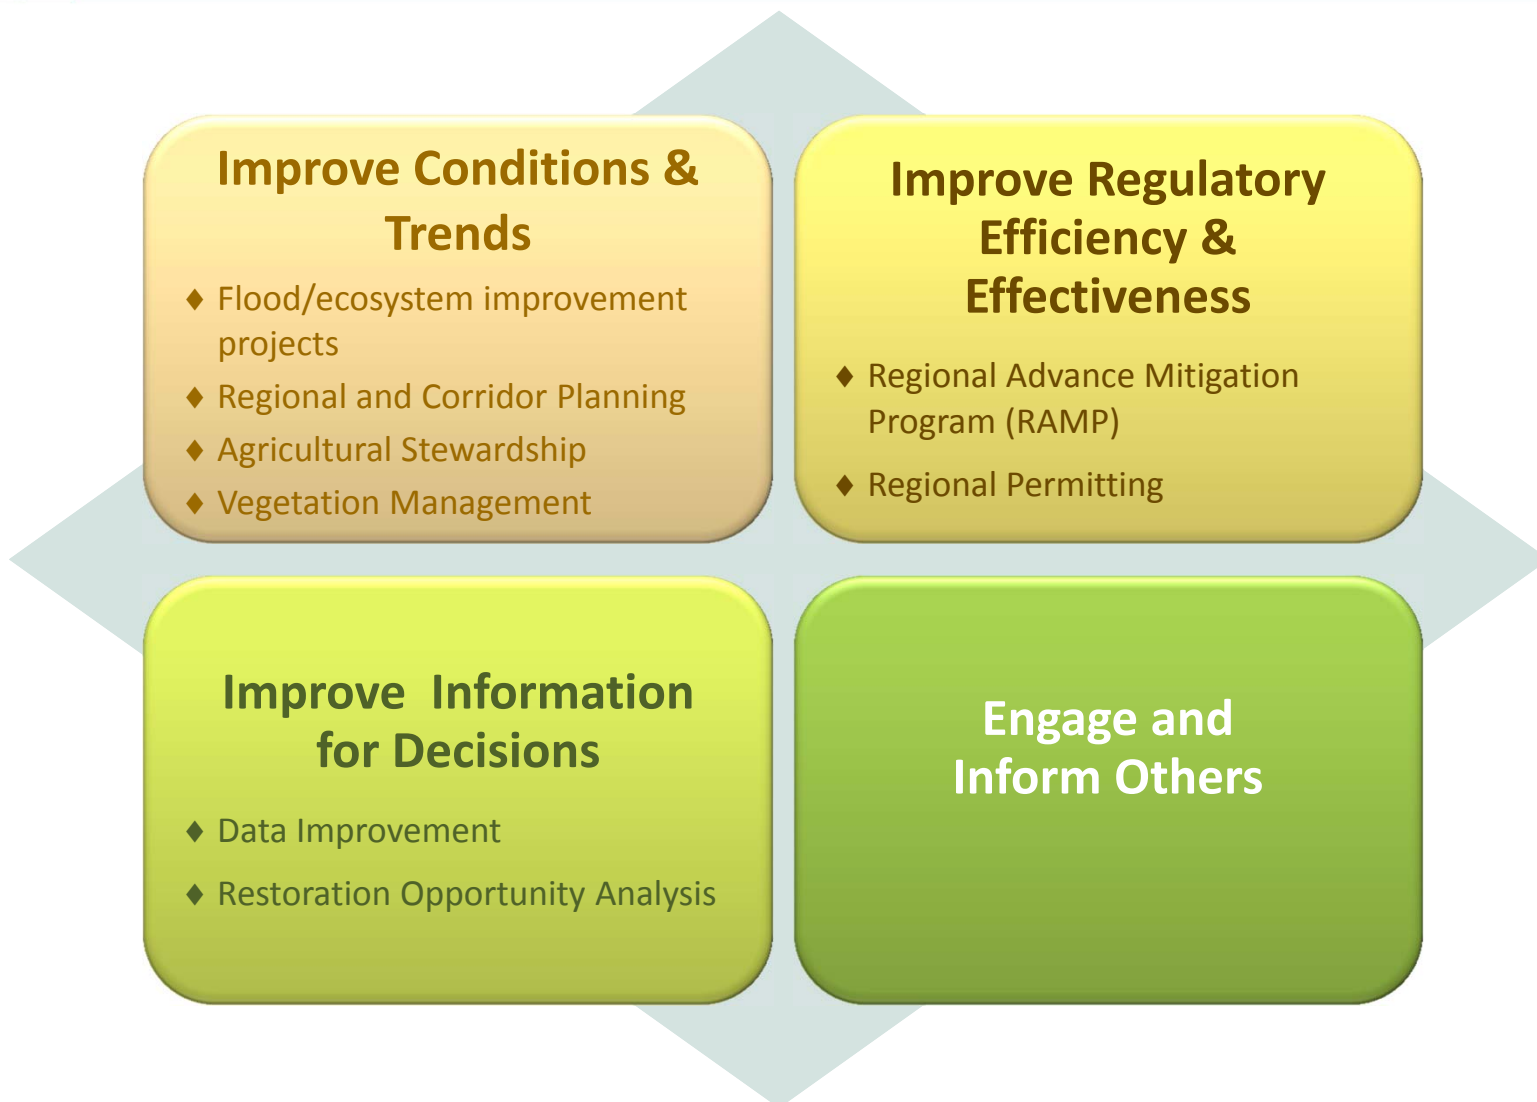 Improve Conditions &
Trends
♦ Flood/ecosystem improvement
projects
♦ Regional and Corridor Planning
♦ Agricultural Stewardship
♦ Vegetation Management
Improve Regulatory
Efficiency &
Effectiveness
♦ Regional Advance Mitigation
Program (RAMP)
♦ Regional Permitting
Improve  Information
for Decisions
♦ Data Improvement
♦ Restoration Opportunity Analysis
Engage and
Inform Others